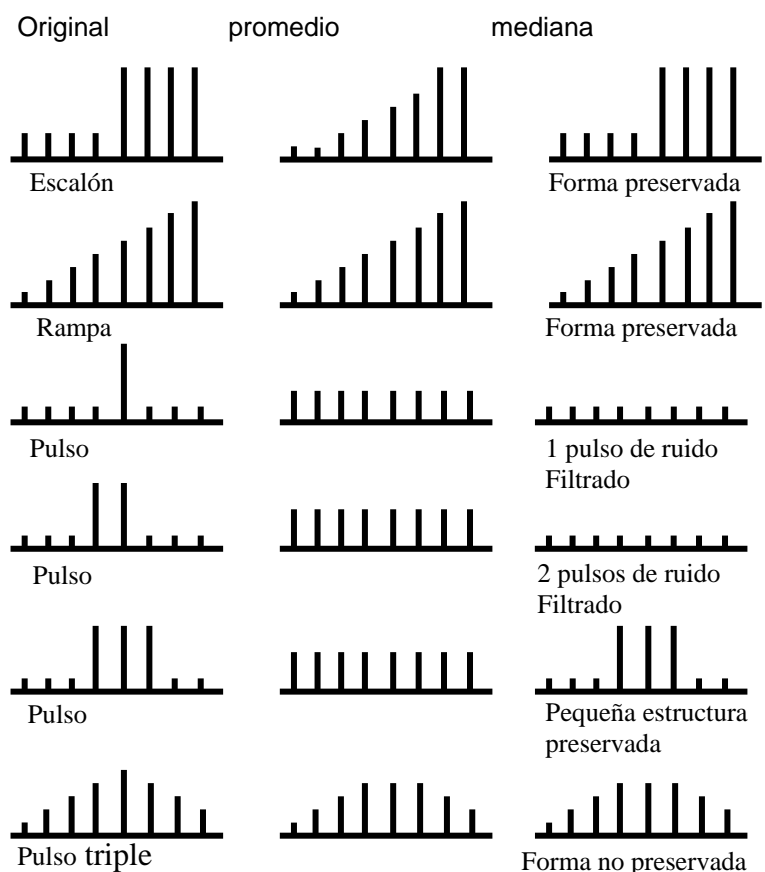 Original promedio mediana
Escalón Forma preservada
Rampa Forma preservada
Pulso 1 pulso de ruido
Filtrado
Pulso 2 pulsos de ruido
Filtrado
Pulso Pequeña estructura
preservada
Pulso triple Forma no preservada